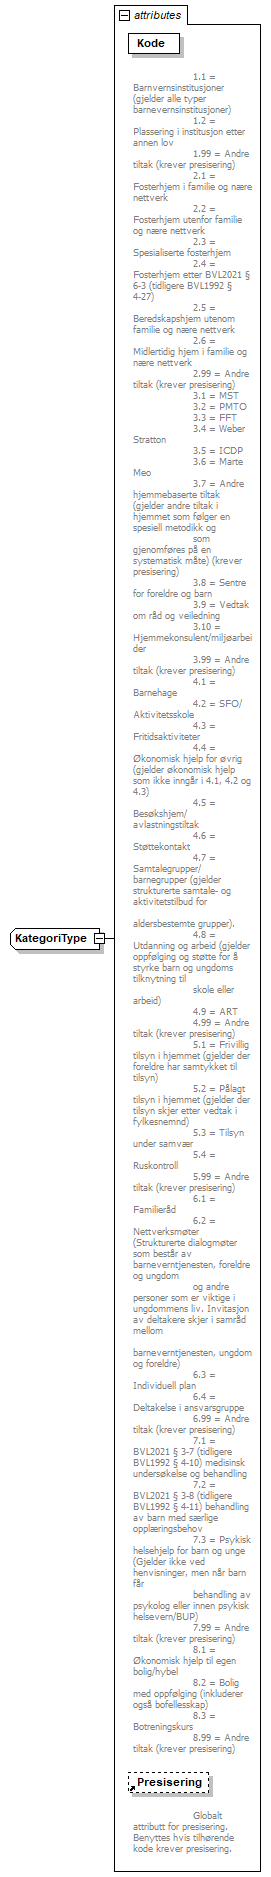 attributes
Kode
1.1 =
Barnvernsinstitusjoner
(gjelder alle typer
barnevernsinstitusjoner)
1.2 =
Plassering i institusjon etter
annen lov
1.99 = Andre
tiltak (krever presisering)
2.1 =
Fosterhjem i familie og nære
nettverk
2.2 =
Fosterhjem utenfor familie
og nære nettverk
2.3 =
Spesialiserte fosterhjem
2.4 =
Fosterhjem etter BVL2021 §
6-3 (tidligere BVL1992 §
4-27)
2.5 =
Beredskapshjem utenom
familie og nære nettverk
2.6 =
Midlertidig hjem i familie og
nære nettverk
2.99 = Andre
tiltak (krever presisering)
3.1 = MST
3.2 = PMTO
3.3 = FFT
3.4 = Weber
Stratton
3.5 = ICDP
3.6 = Marte
Meo
3.7 = Andre
hjemmebaserte tiltak
(gjelder andre tiltak i
hjemmet som følger en
spesiell metodikk og
som
gjenomføres på en
systematisk måte) (krever
presisering)
3.8 = Sentre
for foreldre og barn
3.9 = Vedtak
om råd og veiledning
3.10 =
Hjemmekonsulent/miljøarbei
der
3.99 = Andre
tiltak (krever presisering)
4.1 =
Barnehage
4.2 = SFO/
Aktivitetsskole
4.3 =
Fritidsaktiviteter
4.4 =
Økonomisk hjelp for øvrig
(gjelder økonomisk hjelp
som ikke inngår i 4.1, 4.2 og
4.3)
4.5 =
Besøkshjem/
avlastningstiltak
4.6 =
Støttekontakt
4.7 =
Samtalegrupper/
barnegrupper (gjelder
strukturerte samtale- og
aktivitetstilbud for
aldersbestemte grupper).
4.8 =
Utdanning og arbeid (gjelder
oppfølging og støtte for å
styrke barn og ungdoms
tilknytning til
skole eller
arbeid)
4.9 = ART
4.99 = Andre
tiltak (krever presisering)
5.1 = Frivillig
tilsyn i hjemmet (gjelder der
foreldre har samtykket til
tilsyn)
5.2 = Pålagt
tilsyn i hjemmet (gjelder der
tilsyn skjer etter vedtak i
fylkesnemnd)
5.3 = Tilsyn
under samvær
5.4 =
Ruskontroll
5.99 = Andre
tiltak (krever presisering)
6.1 =
Familieråd
6.2 =
Nettverksmøter
(Strukturerte dialogmøter
som består av
barneverntjenesten, foreldre
og ungdom
og andre
personer som er viktige i
ungdommens liv. Invitasjon
av deltakere skjer i samråd
mellom
barneverntjenesten, ungdom
og foreldre)
6.3 =
Individuell plan
6.4 =
Deltakelse i ansvarsgruppe
6.99 = Andre
tiltak (krever presisering)
7.1 =
BVL2021 § 3-7 (tidligere
BVL1992 § 4-10) medisinsk
undersøkelse og behandling
7.2 =
BVL2021 § 3-8 (tidligere
BVL1992 § 4-11) behandling
av barn med særlige
opplæringsbehov
7.3 = Psykisk
helsehjelp for barn og unge
(Gjelder ikke ved
henvisninger, men når barn
får
behandling av
psykolog eller innen psykisk
helsevern/BUP)
7.99 = Andre
tiltak (krever presisering)
8.1 =
Økonomisk hjelp til egen
bolig/hybel
8.2 = Bolig
med oppfølging (inkluderer
også bofellesskap)
8.3 =
Botreningskurs
8.99 = Andre
tiltak (krever presisering)
KategoriType
Presisering
Globalt
attributt for presisering.
Benyttes hvis tilhørende
kode krever presisering.